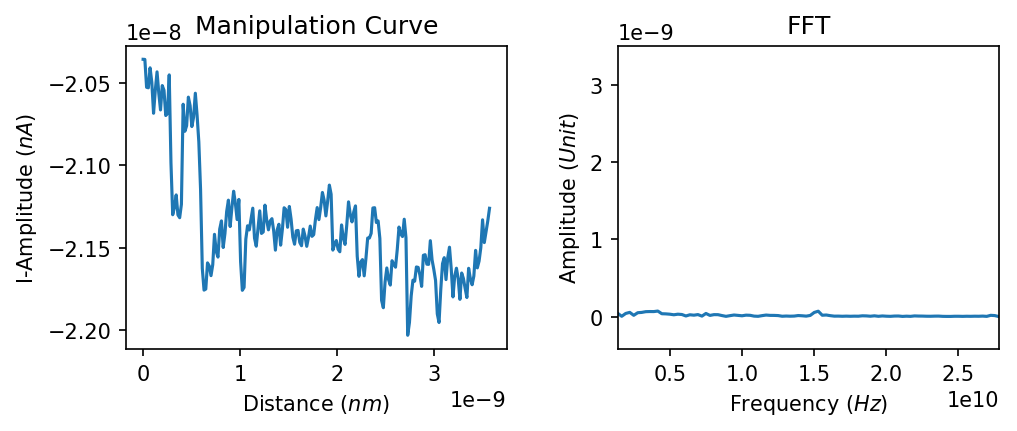 Manipulation Curve
1e−8
−2.05
−2.10
−2.15
−2.20
I-Amplitude (nA)
0
1
2
3
1e−9
Distance (nm)
FFT
1e−9
3
2
1
0
Amplitude (Unit)
0.5
1.0
1.5
2.0
2.5
1e10
Frequency (Hz)